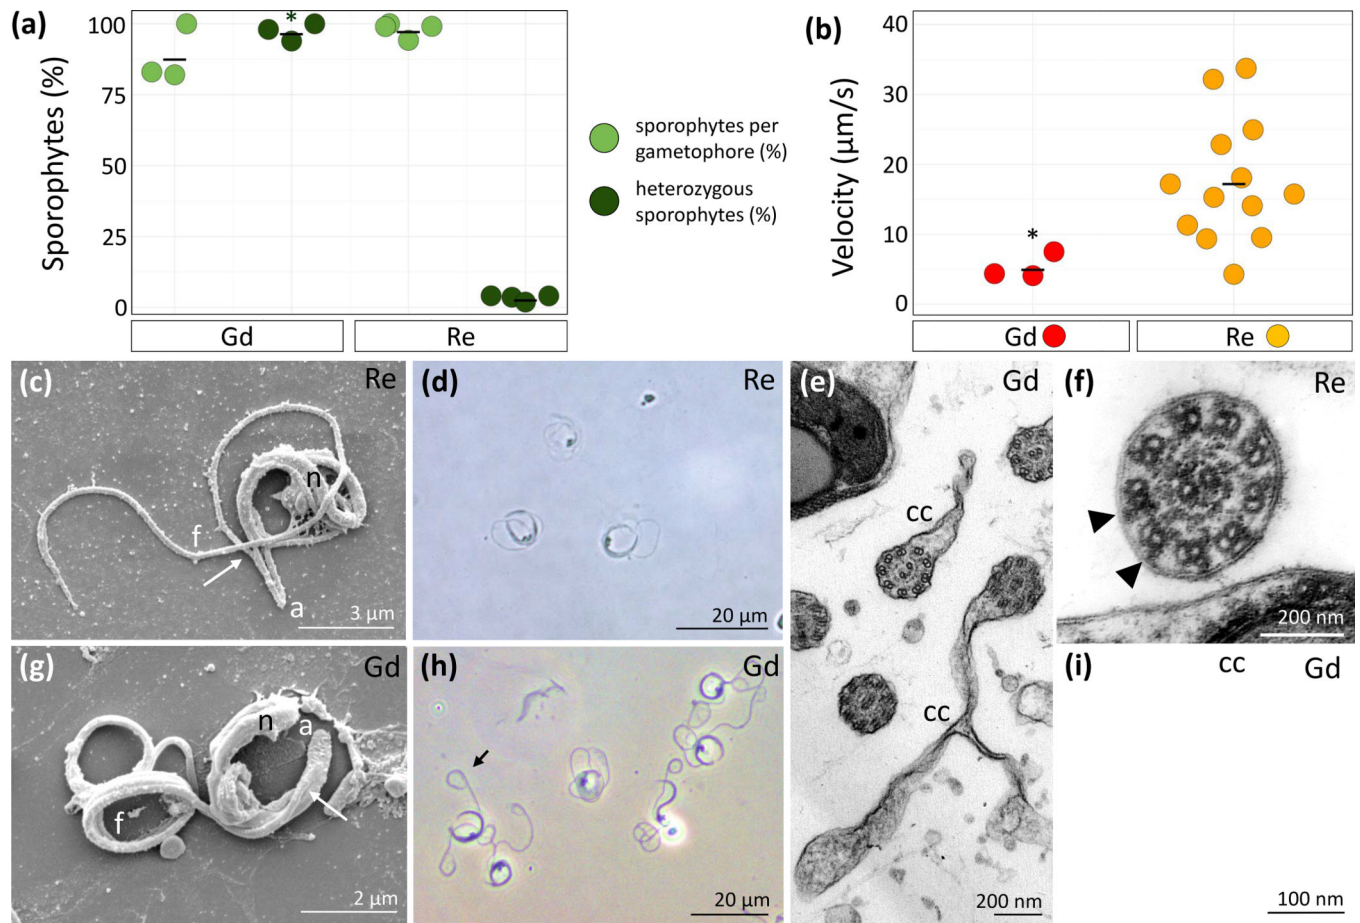 (a)
Sporophytes (%)
100
75
50
25
0
*
Gd
Re
sporophytes per
gametophore (%)
heterozygous
sporophytes (%)
(b)
Velocity (µm/s)
40
30
20
10
0
*
Gd
Re
(c)
Re
n
f
a
3 µm
(d)
Re
20 µm
(e)
Gd
cc
cc
200 nm
(f)
Re
200 nm
(g)
Gd
n
a
f
2 µm
(h)
Gd
20 µm
(i)
cc
Gd
100 nm